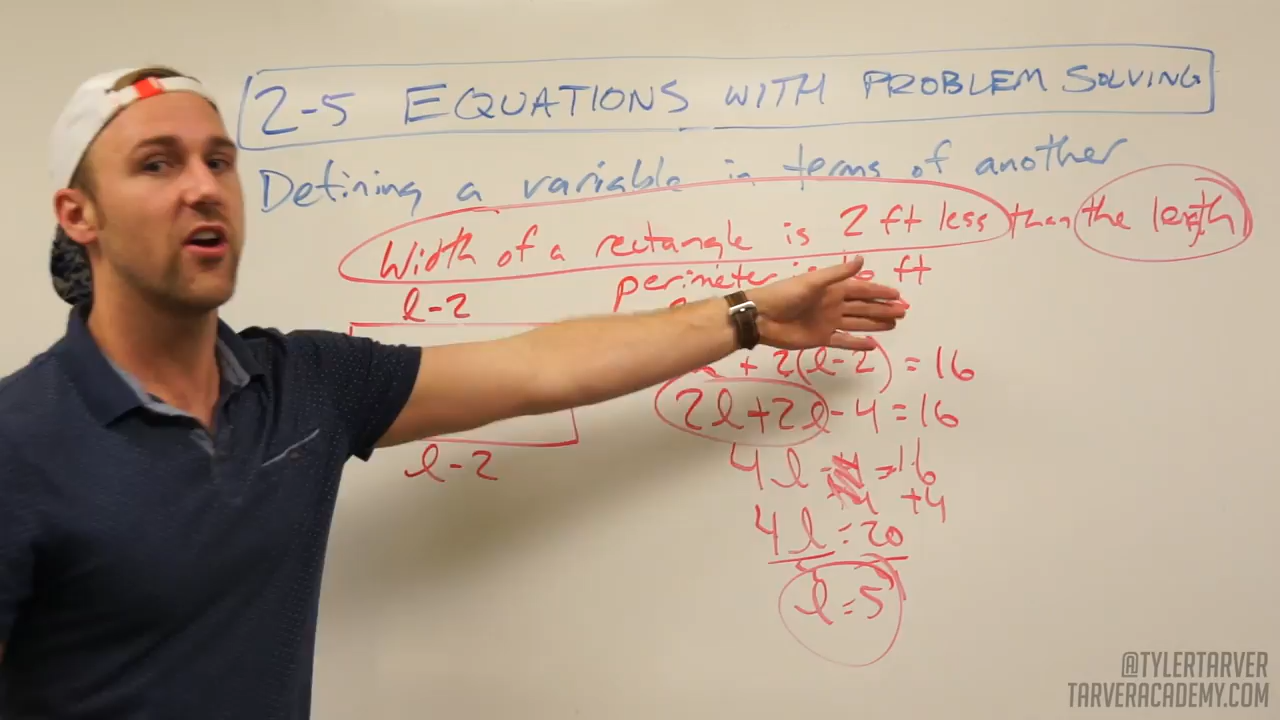 2-5 EQUATIONS WITH PROBLEM SOLVING
Defining a variable in terms of another
Width of a rectangle is 2 ft less than the length
perimeter is 16 ft
l-2
+ 2(l-2) = 16
2l+2l-4=16
l-2
4l =16
+4
4l=20
l=5
@TYLERTARVER
TARVERACADEMY.COM